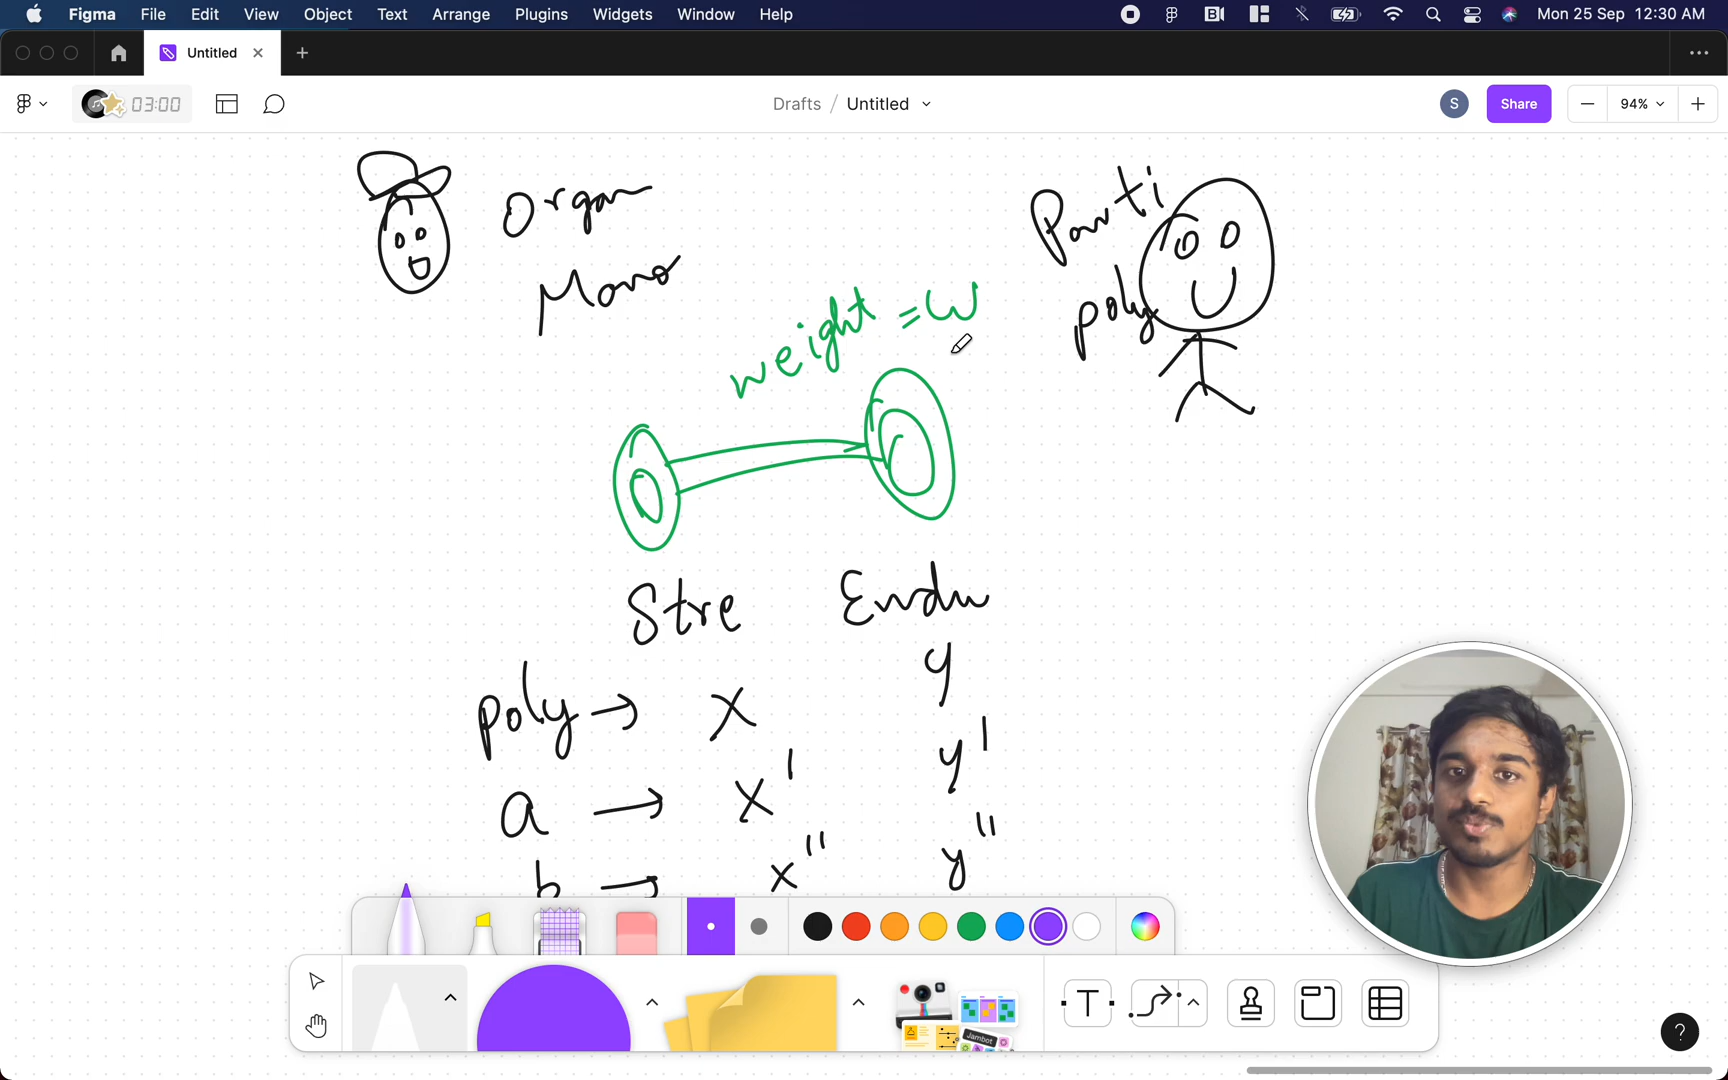 Figma File Edit View Object Text Arrange Plugins Widgets Window Help
Mon 25 Sep 12:30 AM
Untitled
03:00
Drafts / Untitled
S
Share
94%
Organ
Mono
Parti
poly
weight = W
Stre Endu
y
poly → x
y'
a → x'
b → x" y"
T
Jambot
?